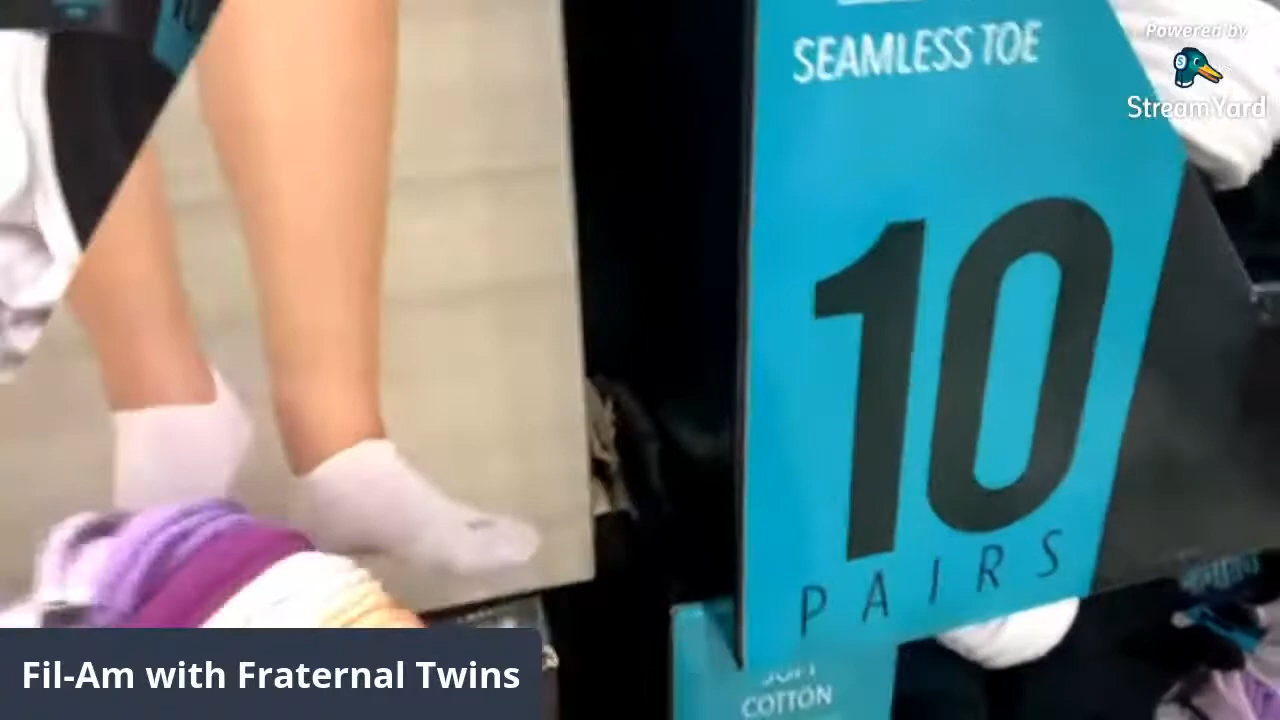 Powered by
StreamYard
SEAMLESS TOE
10
PAIRS
SOFT
COTTON
Fil-Am with Fraternal Twins